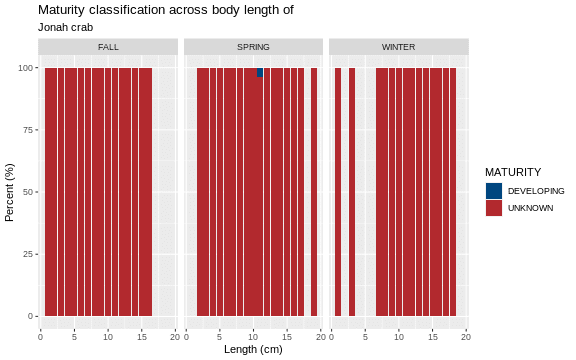 Maturity classification across body length of
Jonah crab
FALL SPRING WINTER
100
75
50
25
0
Percent (%)
0 5 10 15 20 0 5 10 15 20 0 5 10 15 20
Length (cm)
MATURITY
DEVELOPING
UNKNOWN